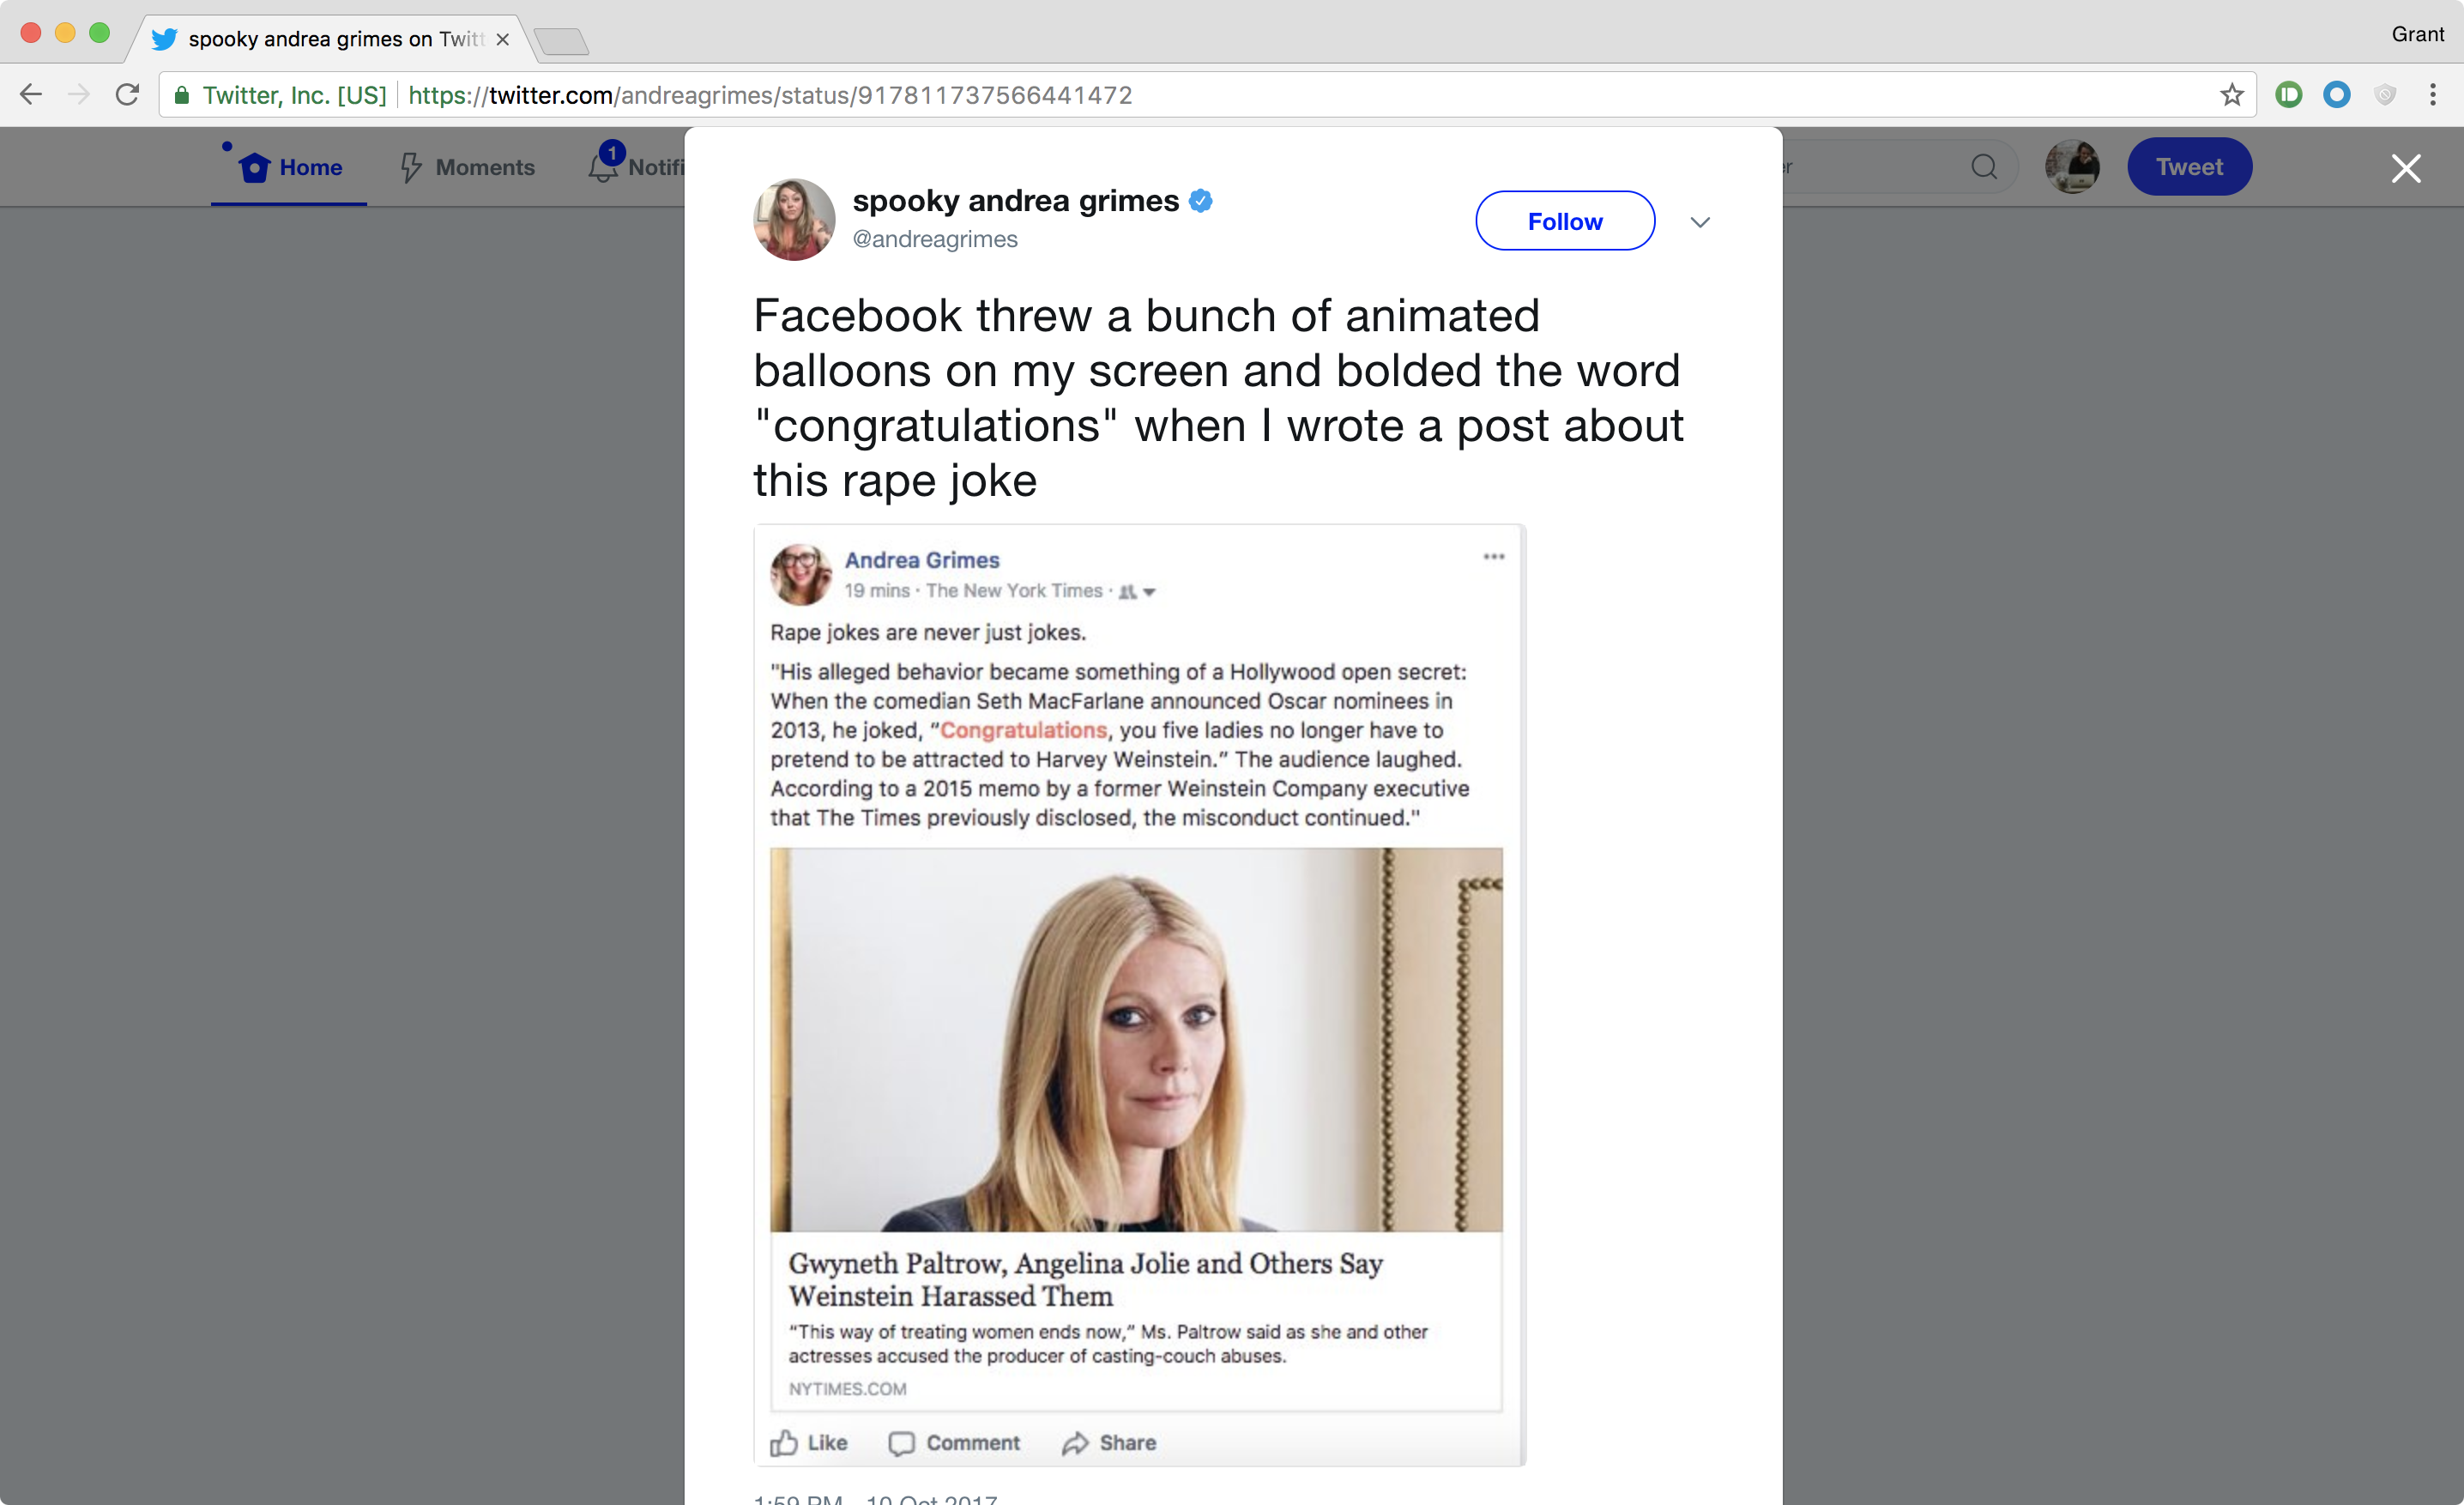 spooky andrea grimes on Twitt
Grant
Twitter, Inc. [US] https://twitter.com/andreagrimes/status/917811737566441472
Home Moments 1 Notifi er Tweet
spooky andrea grimes
@andreagrimes
Follow
Facebook threw a bunch of animated
balloons on my screen and bolded the word
"congratulations" when I wrote a post about
this rape joke
Andrea Grimes
19 mins · The New York Times ·
Rape jokes are never just jokes.
"His alleged behavior became something of a Hollywood open secret:
When the comedian Seth MacFarlane announced Oscar nominees in
2013, he joked, “Congratulations, you five ladies no longer have to
pretend to be attracted to Harvey Weinstein.” The audience laughed.
According to a 2015 memo by a former Weinstein Company executive
that The Times previously disclosed, the misconduct continued."
Gwyneth Paltrow, Angelina Jolie and Others Say
Weinstein Harassed Them
“This way of treating women ends now,” Ms. Paltrow said as she and other
actresses accused the producer of casting-couch abuses.
NYTIMES.COM
Like Comment Share
1:59 PM - 10 Oct 2017